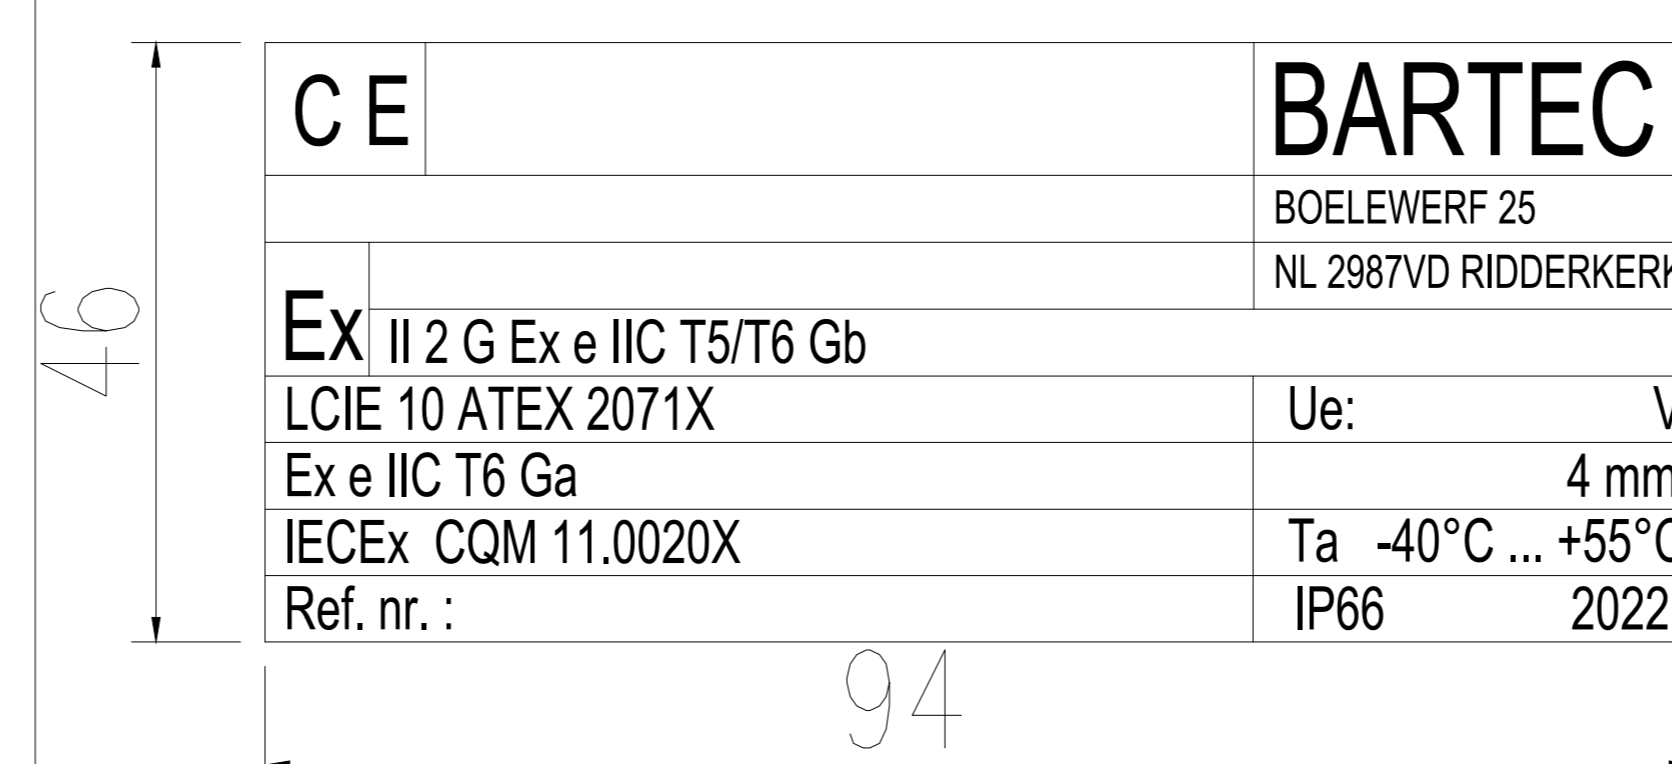 C E
BARTEC
BOELEWERF 25
NL 2987VD RIDDERKERK
Ex
II 2 G Ex e IIC T5/T6 Gb
LCIE 10 ATEX 2071X
Ue: V
Ex e IIC T6 Ga
4 mm
IECEx CQM 11.0020X
Ta -40°C ... +55°C
Ref. nr. :
IP66 2022
46
94